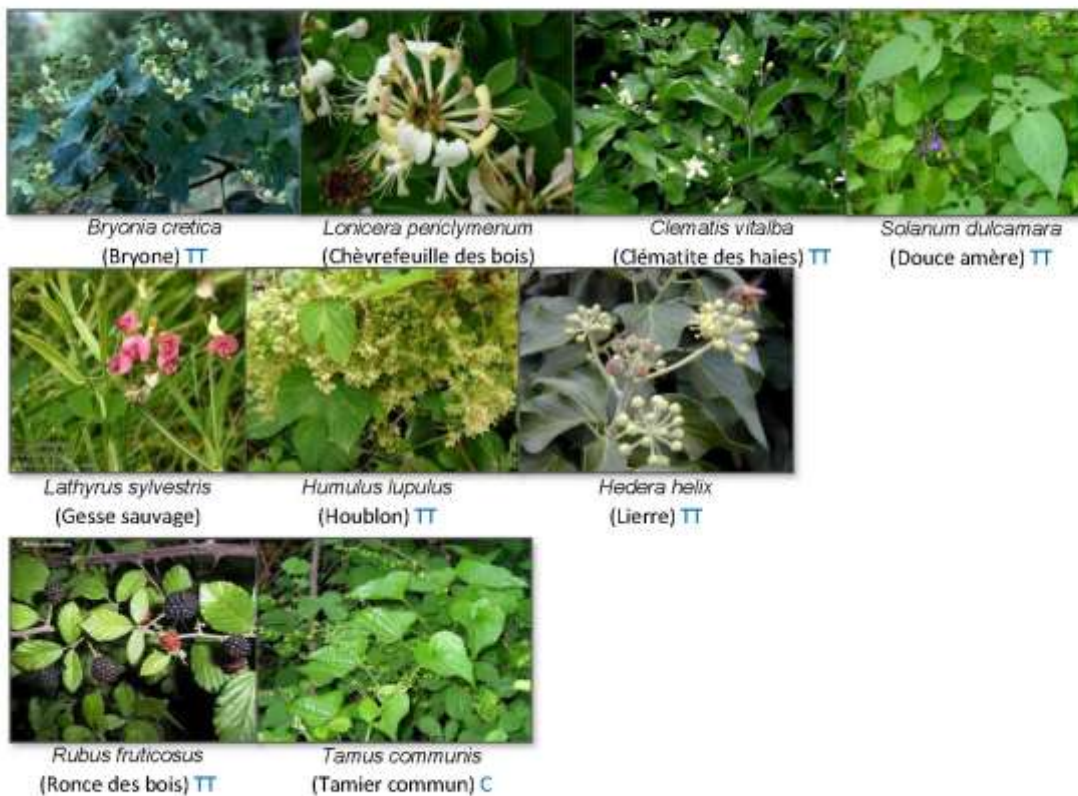 Bryonia cretica
(Bryone) TT
Lonicera periclymenum
(Chèvrefeuille des bois)
Clematis vitalba
(Clématite des haies) TT
Solanum dulcamara
(Douce amère) TT
Lathyrus sylvestris
(Gesse sauvage)
Humulus lupulus
(Houblon) TT
Hedera helix
(Lierre) TT
Rubus fruticosus
(Ronce des bois) TT
Tamus communis
(Tamier commun) C